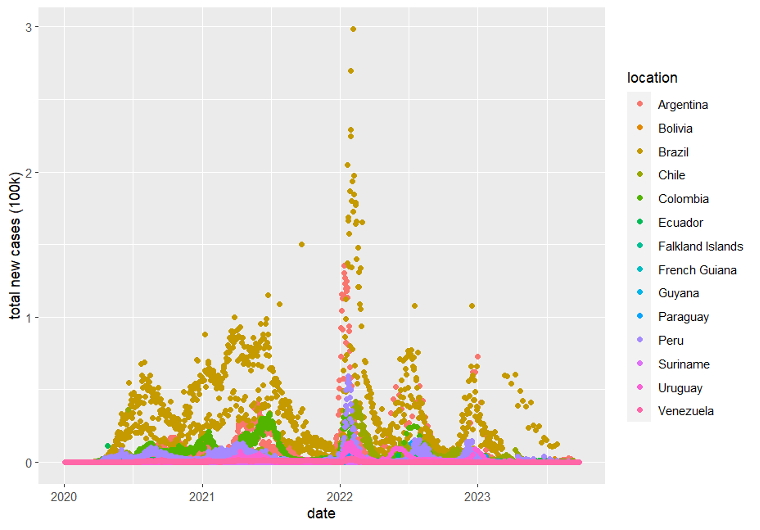 3
2
1
0
total new cases (100k)
2020
2021
2022
2023
date
location
Argentina
Bolivia
Brazil
Chile
Colombia
Ecuador
Falkland Islands
French Guiana
Guyana
Paraguay
Peru
Suriname
Uruguay
Venezuela